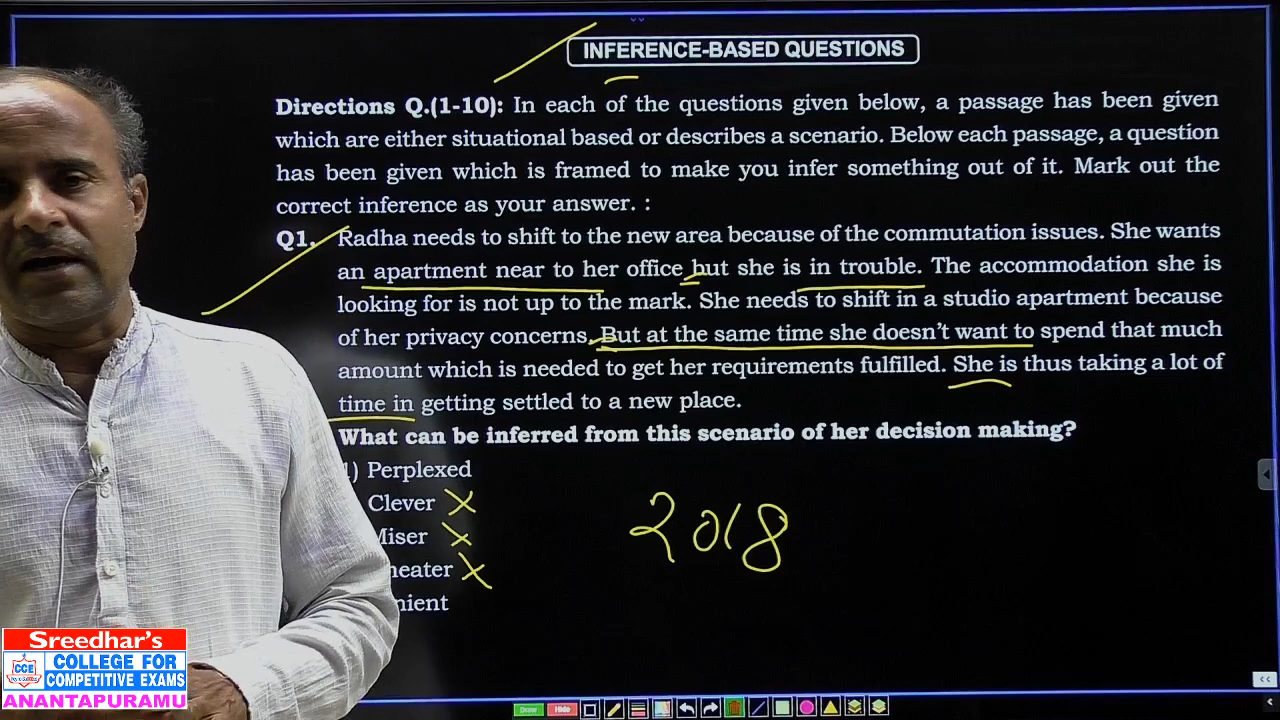 INFERENCE-BASED QUESTIONS
Directions Q.(1-10): In each of the questions given below, a passage has been given
which are either situational based or describes a scenario. Below each passage, a question
has been given which is framed to make you infer something out of it. Mark out the
correct inference as your answer. :
Q1. Radha needs to shift to the new area because of the commutation issues. She wants
an apartment near to her office but she is in trouble. The accommodation she is
looking for is not up to the mark. She needs to shift in a studio apartment because
of her privacy concerns. But at the same time she doesn't want to spend that much
amount which is needed to get her requirements fulfilled. She is thus taking a lot of
time in getting settled to a new place.
What can be inferred from this scenario of her decision making?
1) Perplexed
Clever
Miser
heater
nient
2018
Sreedhar's
CCE
COLLEGE FOR
COMPETITIVE EXAMS
ANANTAPURAMU
Draw Hide